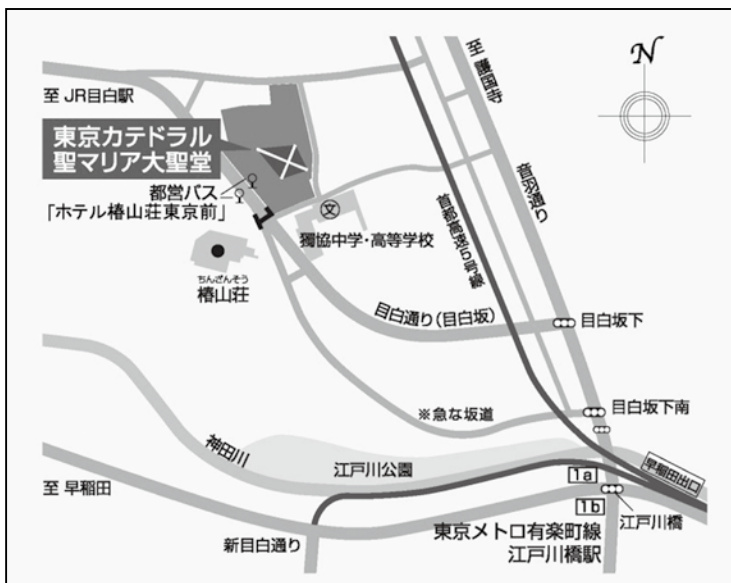 N
至 護国寺
至 JR目白駅
東京カテドラル
聖マリア大聖堂
都営バス
「ホテル椿山荘東京前」
文
獨協中学・高等学校
音羽通り
首都高速5号線
ちんざんそう
椿山荘
目白通り(目白坂)
目白坂下
※急な坂道
目白坂下南
神田川
江戸川公園
早稲田出口
至 早稲田
1a
1b
江戸川橋
新目白通り
東京メトロ有楽町線
江戸川橋駅